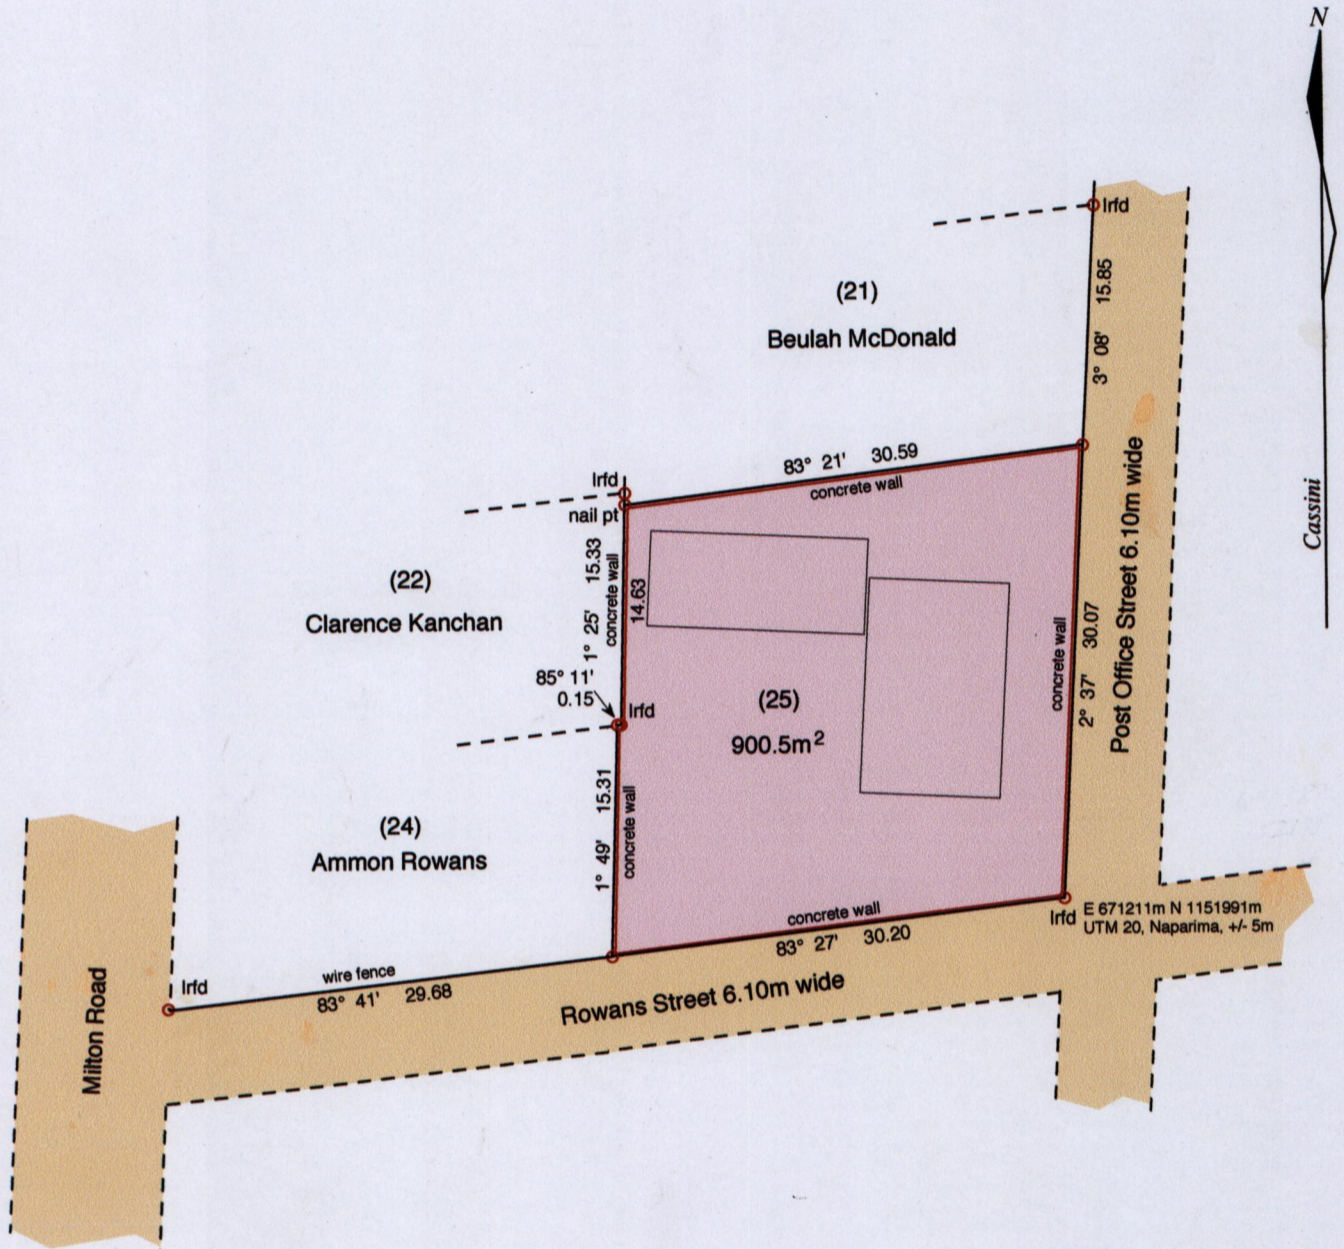 N
Irfd
15.85
3° 08'
(21)
Beulah McDonald
83° 21' 30.59
concrete wall
Irfd
nail pt
15.33
1° 25'
concrete wall
14.63
(22)
Clarence Kanchan
85° 11'
0.15
Irfd
(25)
900.5m²
concrete wall
30.07
2° 37'
Post Office Street 6.10m wide
Cassini
15.31
1° 49'
concrete wall
(24)
Ammon Rowans
concrete wall
83° 27' 30.20
Irfd
E 671211m N 1151991m
UTM 20, Naparima, +/- 5m
Irfd
wire fence
83° 41' 29.68
Rowans Street 6.10m wide
Milton Road